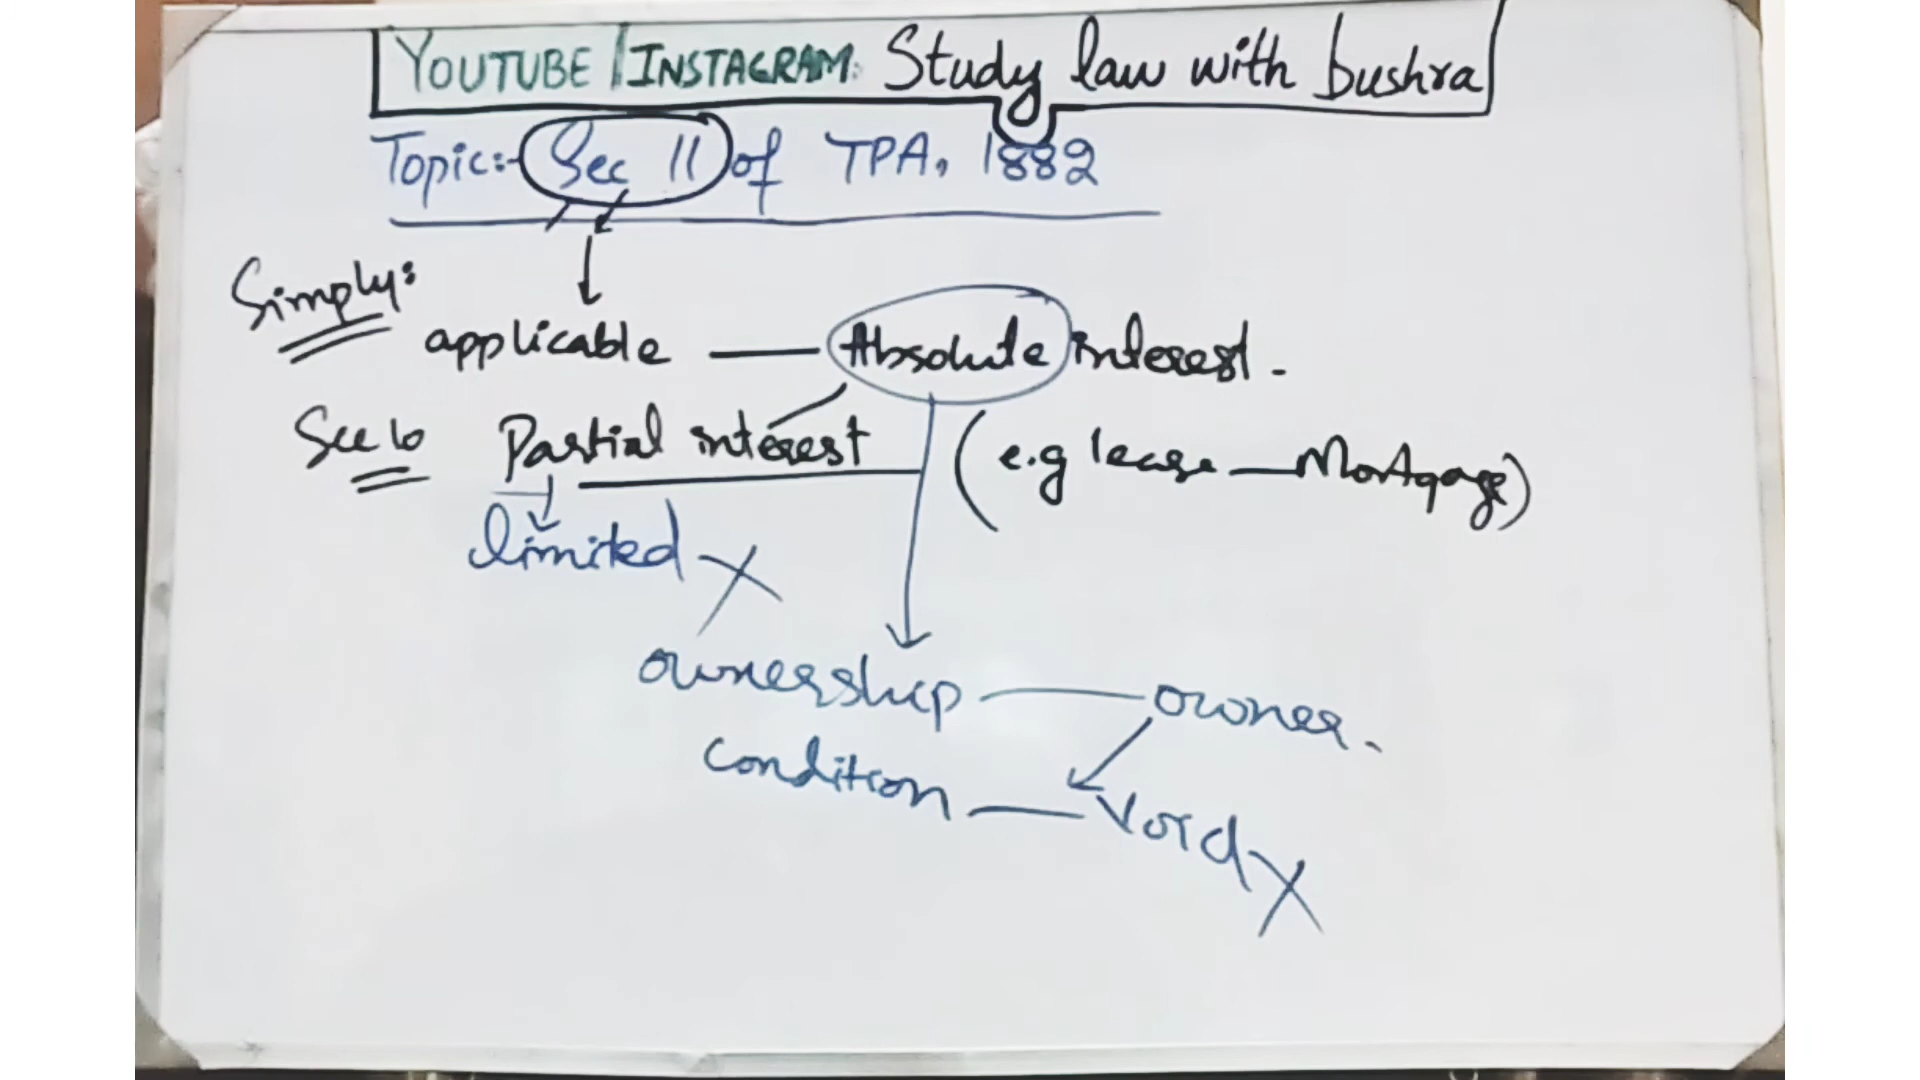 YOUTUBE / INSTAGRAM: Study law with bushra
Topic:- Sec 11 of TPA, 1882
Simply:
applicable — Absolute interest.
Sec 10 Partial interest (e.g lease — Mortgage)
limited X
ownership — owner.
condition — void X